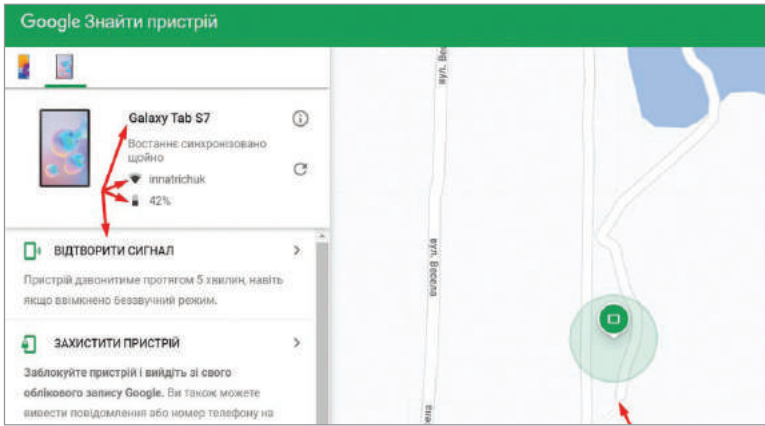 Google Знайти пристрій
Galaxy Tab S7
Востаннє синхронізовано
щойно
innatrichuk
42%
ВІДТВОРИТИ СИГНАЛ
Пристрій дзвонитиме протягом 5 хвилин, навіть
якщо ввімкнено беззвучний режим.
ЗАХИСТИТИ ПРИСТРІЙ
Заблокуйте пристрій і вийдіть зі свого
облікового запису Google. Ви також можете
вивести повідомлення або номер телефону на
вул. Ве
вул. Весела
ена